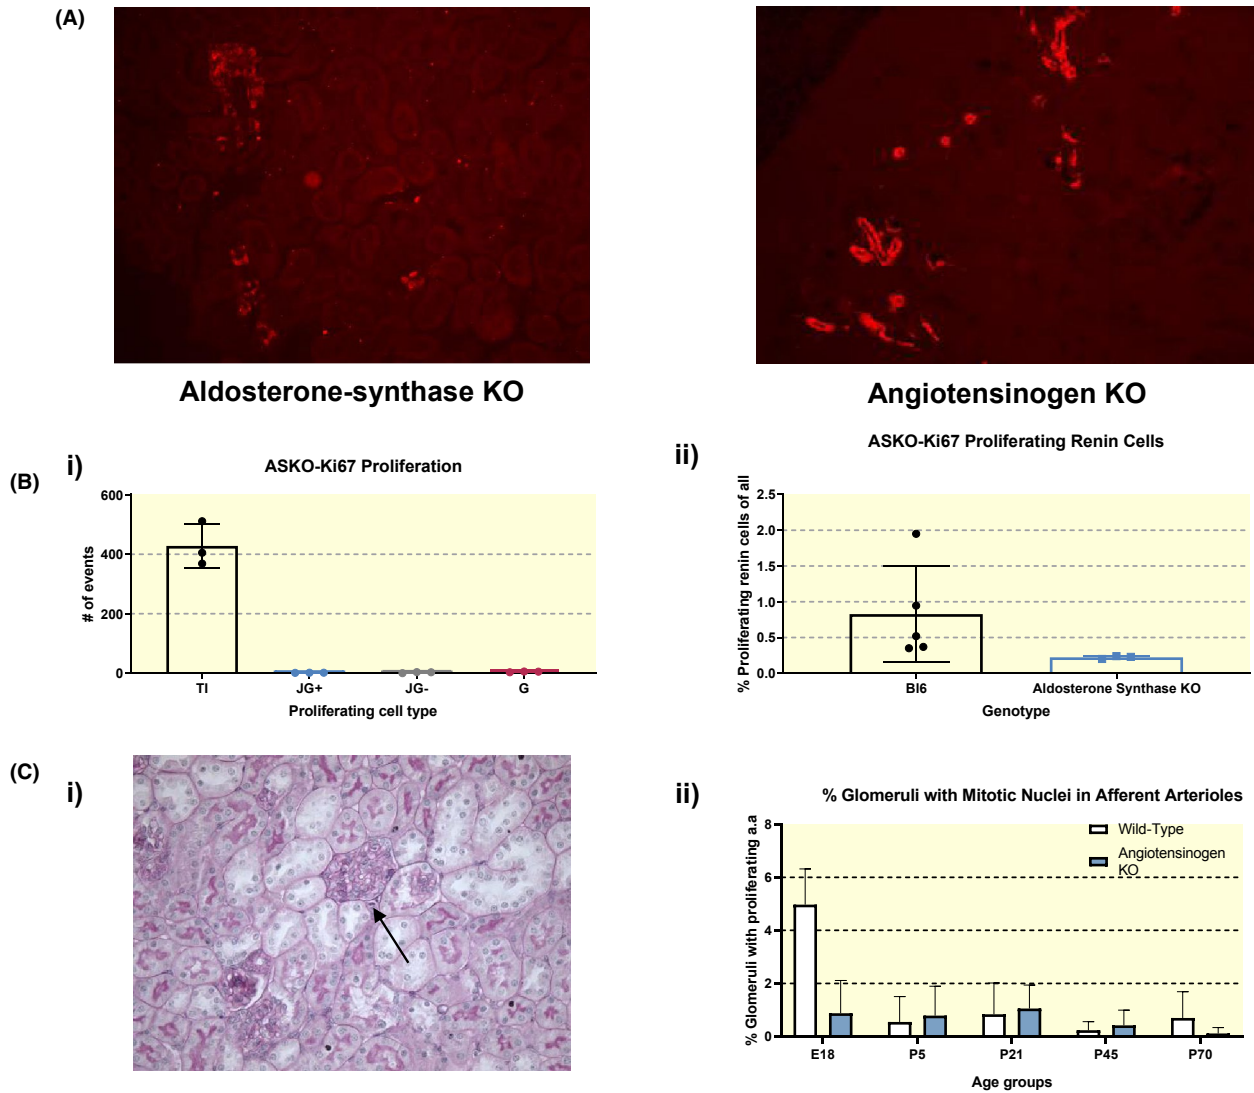 (A)
Aldosterone-synthase KO
Angiotensinogen KO
(B)
i)
ASKO-Ki67 Proliferation
# of events
600
400
200
0
TI
JG+
JG-
G
Proliferating cell type
ii)
ASKO-Ki67 Proliferating Renin Cells
% Proliferating renin cells of all
2.5
2.0
1.5
1.0
0.5
0.0
Bl6
Aldosterone Synthase KO
Genotype
(C)
i)
ii)
% Glomeruli with Mitotic Nuclei in Afferent Arterioles
% Glomeruli with proliferating a.a
8
6
4
2
0
Wild-Type
Angiotensinogen
KO
E18
P5
P21
P45
P70
Age groups